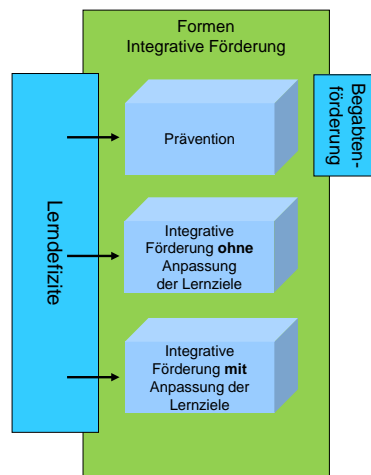 Formen
Integrative Förderung
Lerndefizite
Prävention
Begabten-
förderung
Integrative
Förderung ohne
Anpassung
der Lernziele
Integrative
Förderung mit
Anpassung der
Lernziele